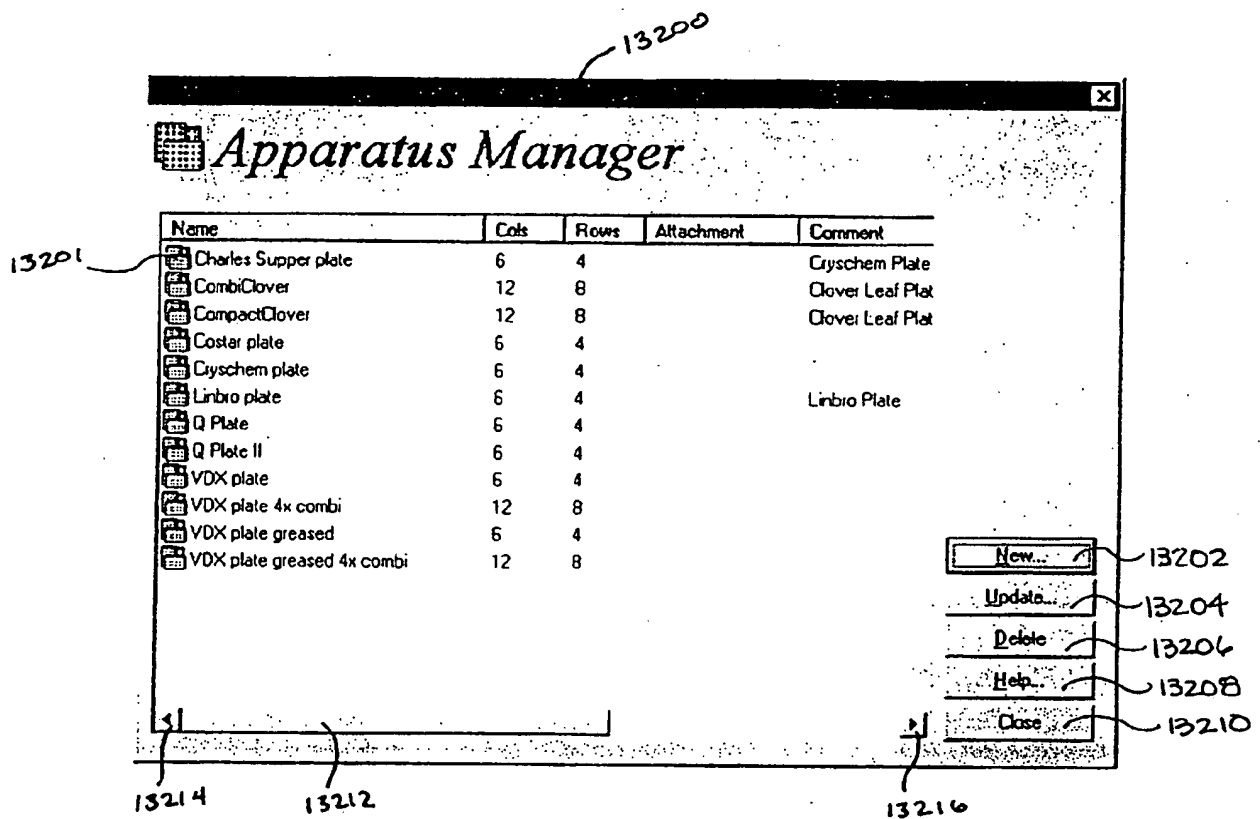 13200
Apparatus Manager
Name Cols Rows Attachment Comment
13201
Charles Supper plate 6 4 Cryschem Plate
CombiClover 12 8 Clover Leaf Plat
CompactClover 12 8 Clover Leaf Plat
Costar plate 6 4
Cryschem plate 6 4
Linbro plate 6 4 Linbro Plate
Q Plate 6 4
Q Plate II 6 4
VDX plate 6 4
VDX plate 4x combi 12 8
VDX plate greased 6 4
VDX plate greased 4x combi 12 8
New... 13202
Update... 13204
Delete 13206
Help... 13208
Close 13210
13214 13212 13216